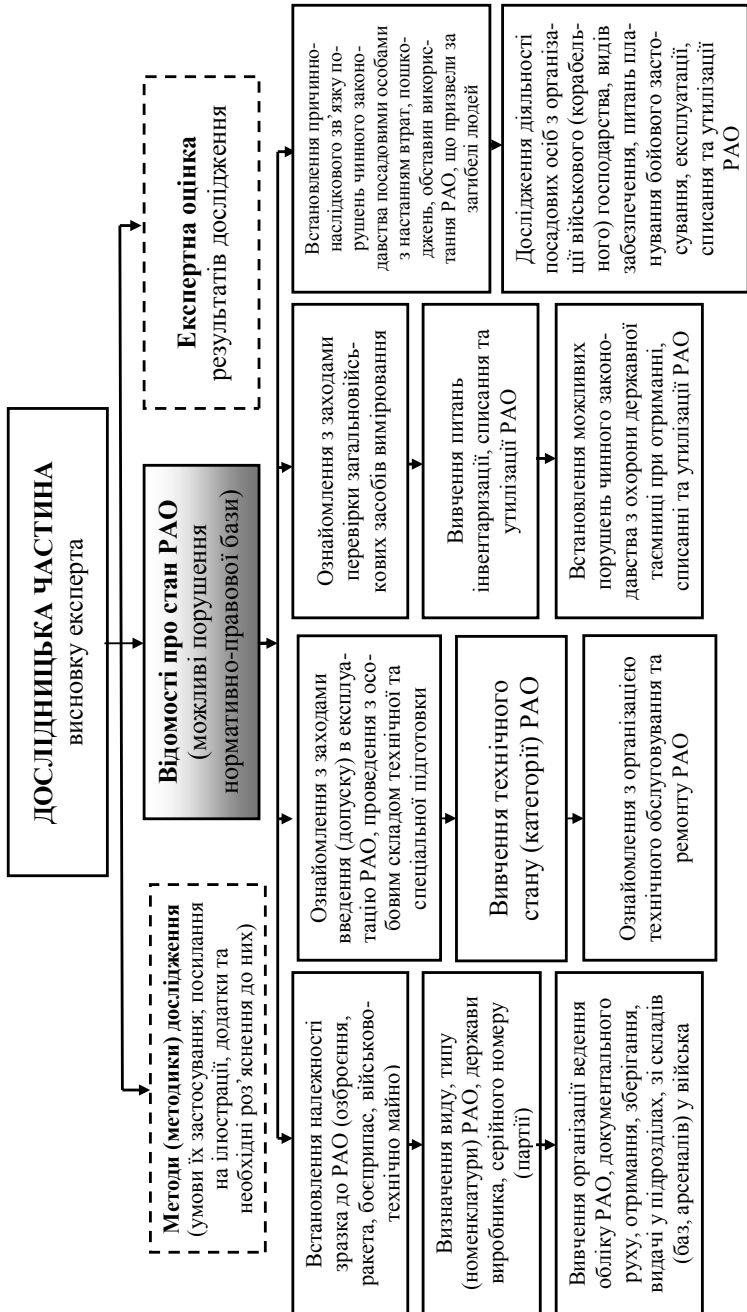 ДОСЛІДНИЦЬКА ЧАСТИНА
висновку експерта
Методи (методики) дослідження
(умови їх застосування; посилання
на ілюстрації, додатки та
необхідні роз’яснення до них)
Відомості про стан РАО
(можливі порушення
нормативно-правової бази)
Експертна оцінка
результатів дослідження
Встановлення належності
зразка до РАО (озброєння,
ракета, боєприпас, військово-
технічно майно)
Визначення виду, типу
(номенклатури) РАО, держави
виробника, серійного номеру
(партії)
Вивчення організації ведення
обліку РАО, документального
руху, отримання, зберігання,
видачі у підрозділах, зі складів
(баз, арсеналів) у війська
Ознайомлення з заходами
введення (допуску) в експлуа-
тацію РАО, проведення з осо-
бовим складом технічної та
спеціальної підготовки
Вивчення технічного
стану (категорії) РАО
Ознайомлення з організацією
технічного обслуговування та
ремонту РАО
Ознайомлення з заходами
перевірки загальновійсь-
кових засобів вимірювання
Вивчення питань
інвентаризації, списання та
утилізації РАО
Встановлення можливих
порушень чинного законо-
давства з охорони державної
таємниці при отриманні,
списанні та утилізації РАО
Встановлення причинно-
наслідкового зв’язку по-
рушень чинного законо-
давства посадовими особами
з настанням втрат, пошко-
джень, обставин викорис-
тання РАО, що призвели за
загибелі людей
Дослідження діяльності
посадових осіб з організа-
ції військового (корабель-
ного) господарства, видів
забезпечення, питань пла-
нування бойового засто-
сування, експлуатації,
списання та утилізації
РАО